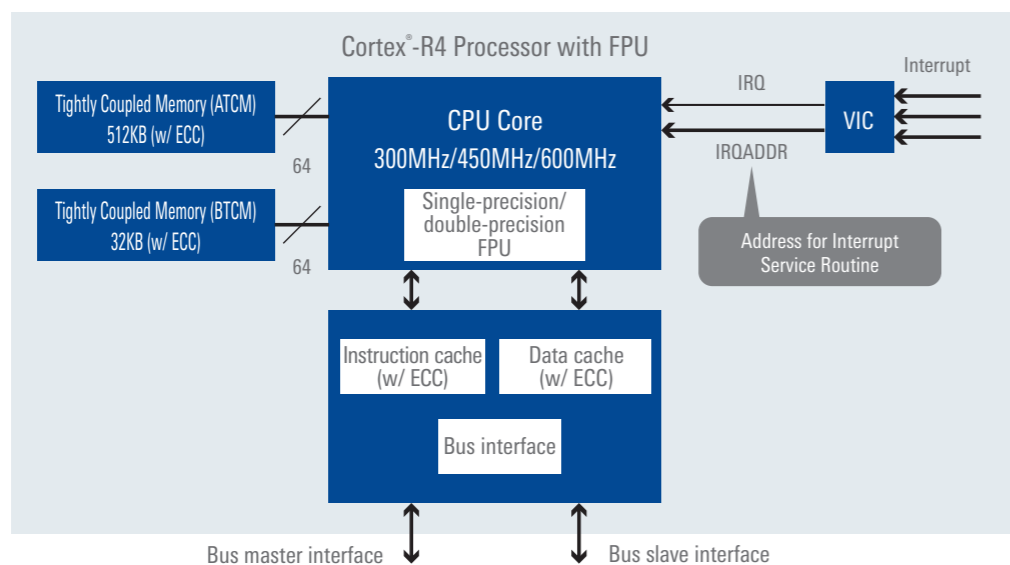 Cortex®-R4 Processor with FPU
Tightly Coupled Memory (ATCM)
512KB (w/ ECC)
64
Tightly Coupled Memory (BTCM)
32KB (w/ ECC)
64
CPU Core
300MHz/450MHz/600MHz
Single-precision/
double-precision
FPU
IRQ
IRQADDR
VIC
Interrupt
Address for Interrupt
Service Routine
Instruction cache
(w/ ECC)
Data cache
(w/ ECC)
Bus interface
Bus master interface
Bus slave interface